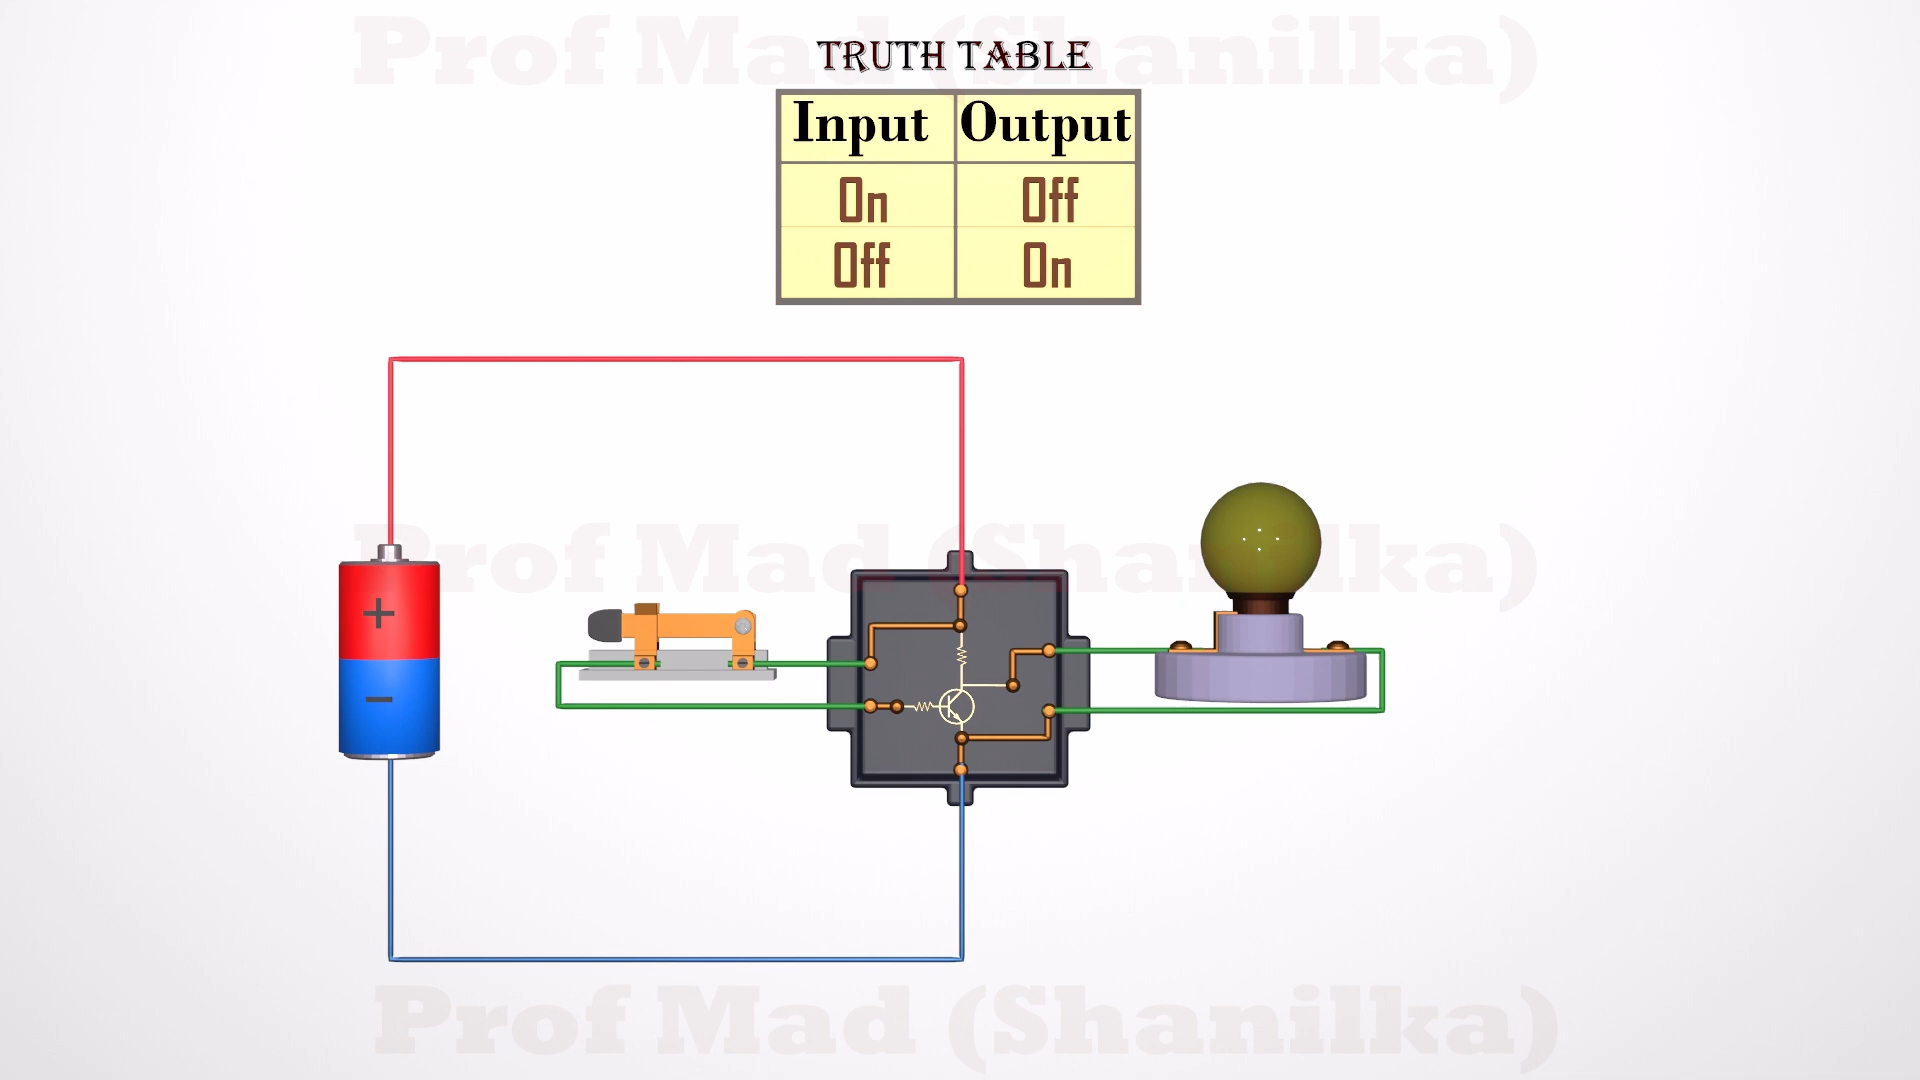 Prof Mad (Shanilka)
TRUTH TABLE
Input Output
On Off
Off On
Prof Mad (Shanilka)
+
−
Prof Mad (Shanilka)